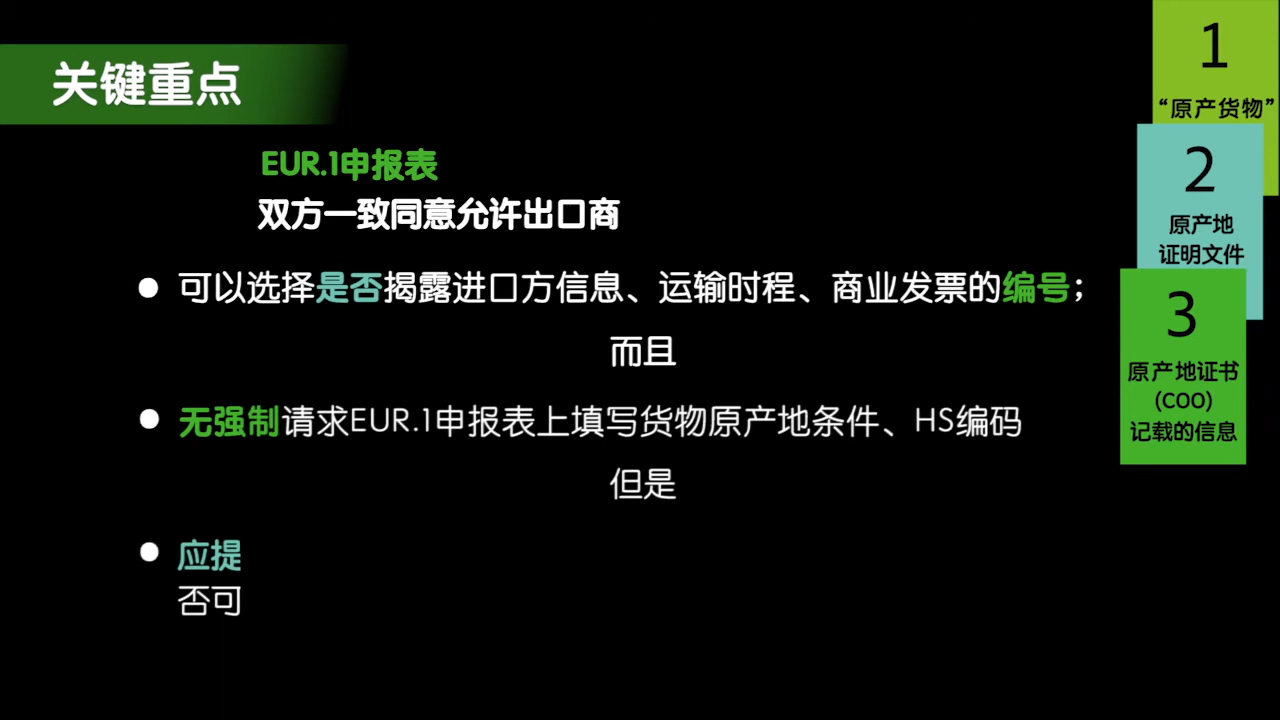 关键重点
EUR.1申报表
双方一致同意允许出口商
可以选择是否揭露进口方信息、运输时程、商业发票的编号；
而且
无强制请求EUR.1申报表上填写货物原产地条件、HS编码
但是
应提
否可
1
“原产货物”
2
原产地
证明文件
3
原产地证书
(COO)
记载的信息